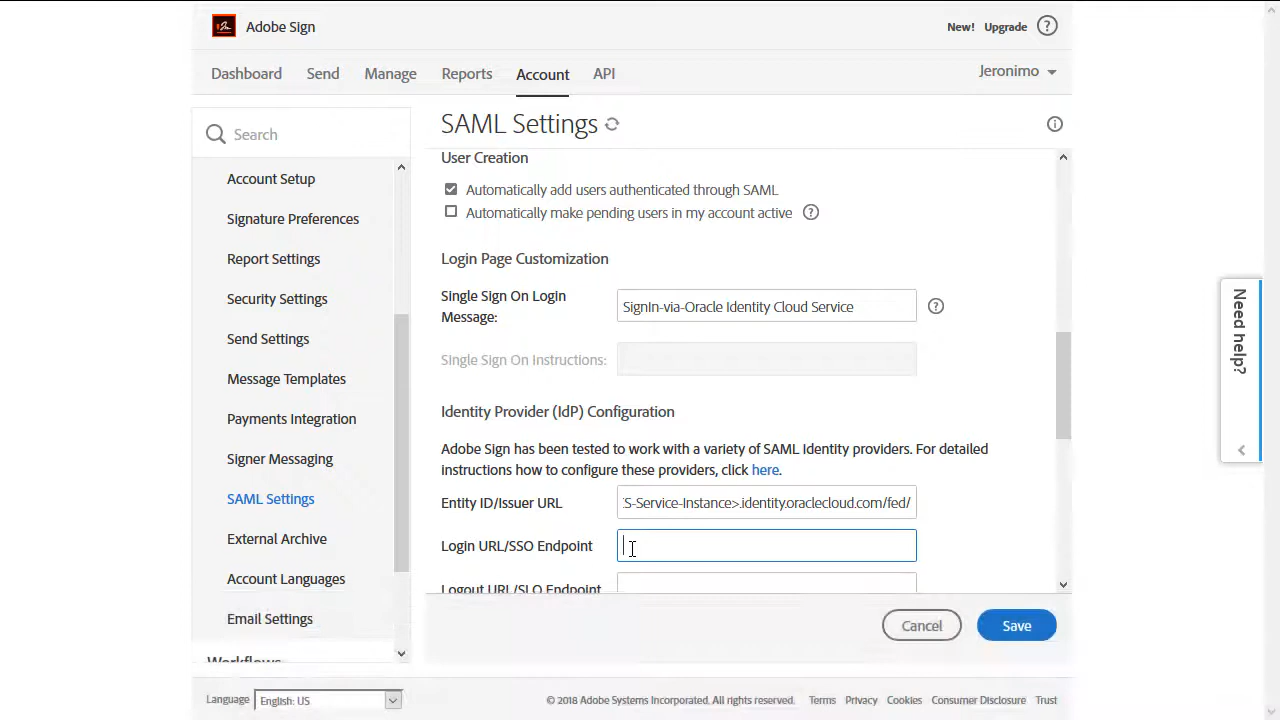 Adobe Sign
New! Upgrade ?
Dashboard Send Manage Reports Account API
Jeronimo
Search
Account Setup
Signature Preferences
Report Settings
Security Settings
Send Settings
Message Templates
Payments Integration
Signer Messaging
SAML Settings
External Archive
Account Languages
Email Settings
Workflows
SAML Settings
User Creation
Automatically add users authenticated through SAML
Automatically make pending users in my account active ?
Login Page Customization
Single Sign On Login
Message:
SignIn-via-Oracle Identity Cloud Service ?
Single Sign On Instructions:
Identity Provider (IdP) Configuration
Adobe Sign has been tested to work with a variety of SAML Identity providers. For detailed
instructions how to configure these providers, click here.
Entity ID/Issuer URL
S-Service-Instance>.identity.oraclecloud.com/fed/
Login URL/SSO Endpoint
Logout URL/SLO Endpoint
Cancel Save
Need help?
Language English: US
© 2018 Adobe Systems Incorporated. All rights reserved. Terms Privacy Cookies Consumer Disclosure Trust